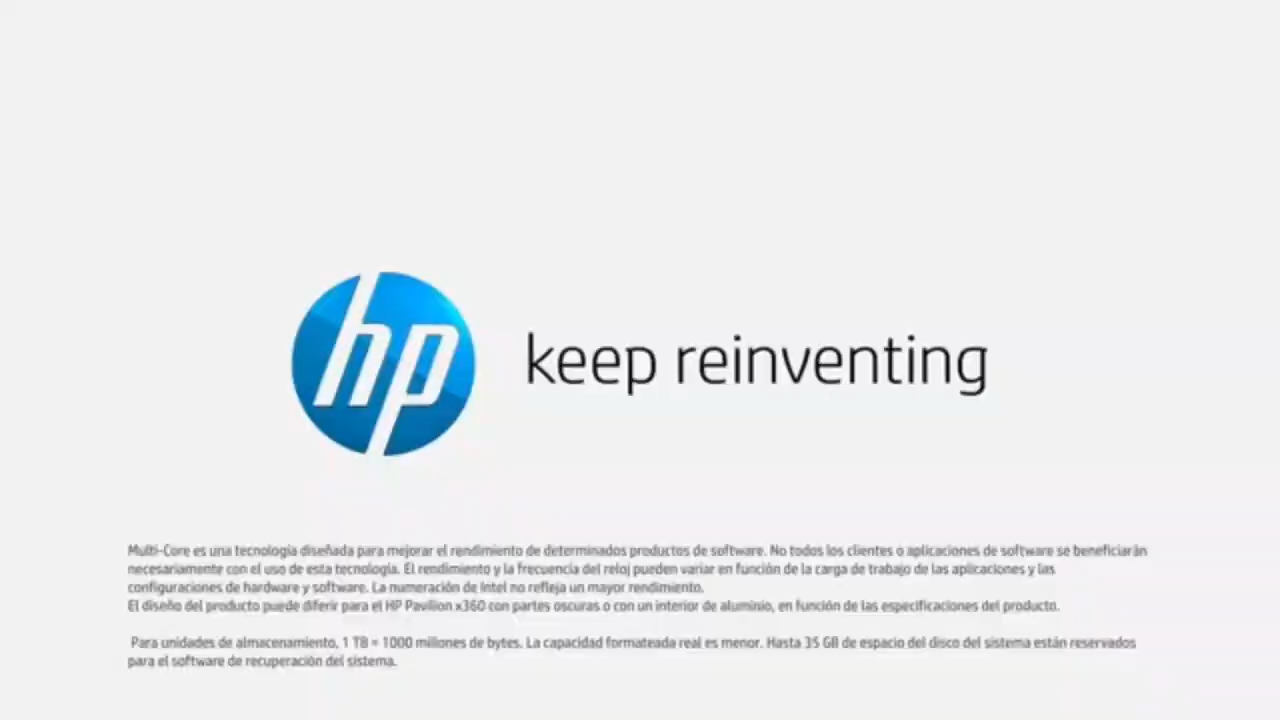 hp
keep reinventing
Multi-Core es una tecnología diseñada para mejorar el rendimiento de determinados productos de software. No todos los clientes o aplicaciones de software se beneficiarán
necesariamente con el uso de esta tecnología. El rendimiento y la frecuencia del reloj pueden variar en función de la carga de trabajo de las aplicaciones y las
configuraciones de hardware y software. La numeración de Intel no refleja un mayor rendimiento.
El diseño del producto puede diferir para el HP Pavilion x360 con partes oscuras o con un interior de aluminio, en función de las especificaciones del producto.
Para unidades de almacenamiento, 1 TB = 1000 millones de bytes. La capacidad formateada real es menor. Hasta 35 GB de espacio del disco del sistema están reservados
para el software de recuperación del sistema.